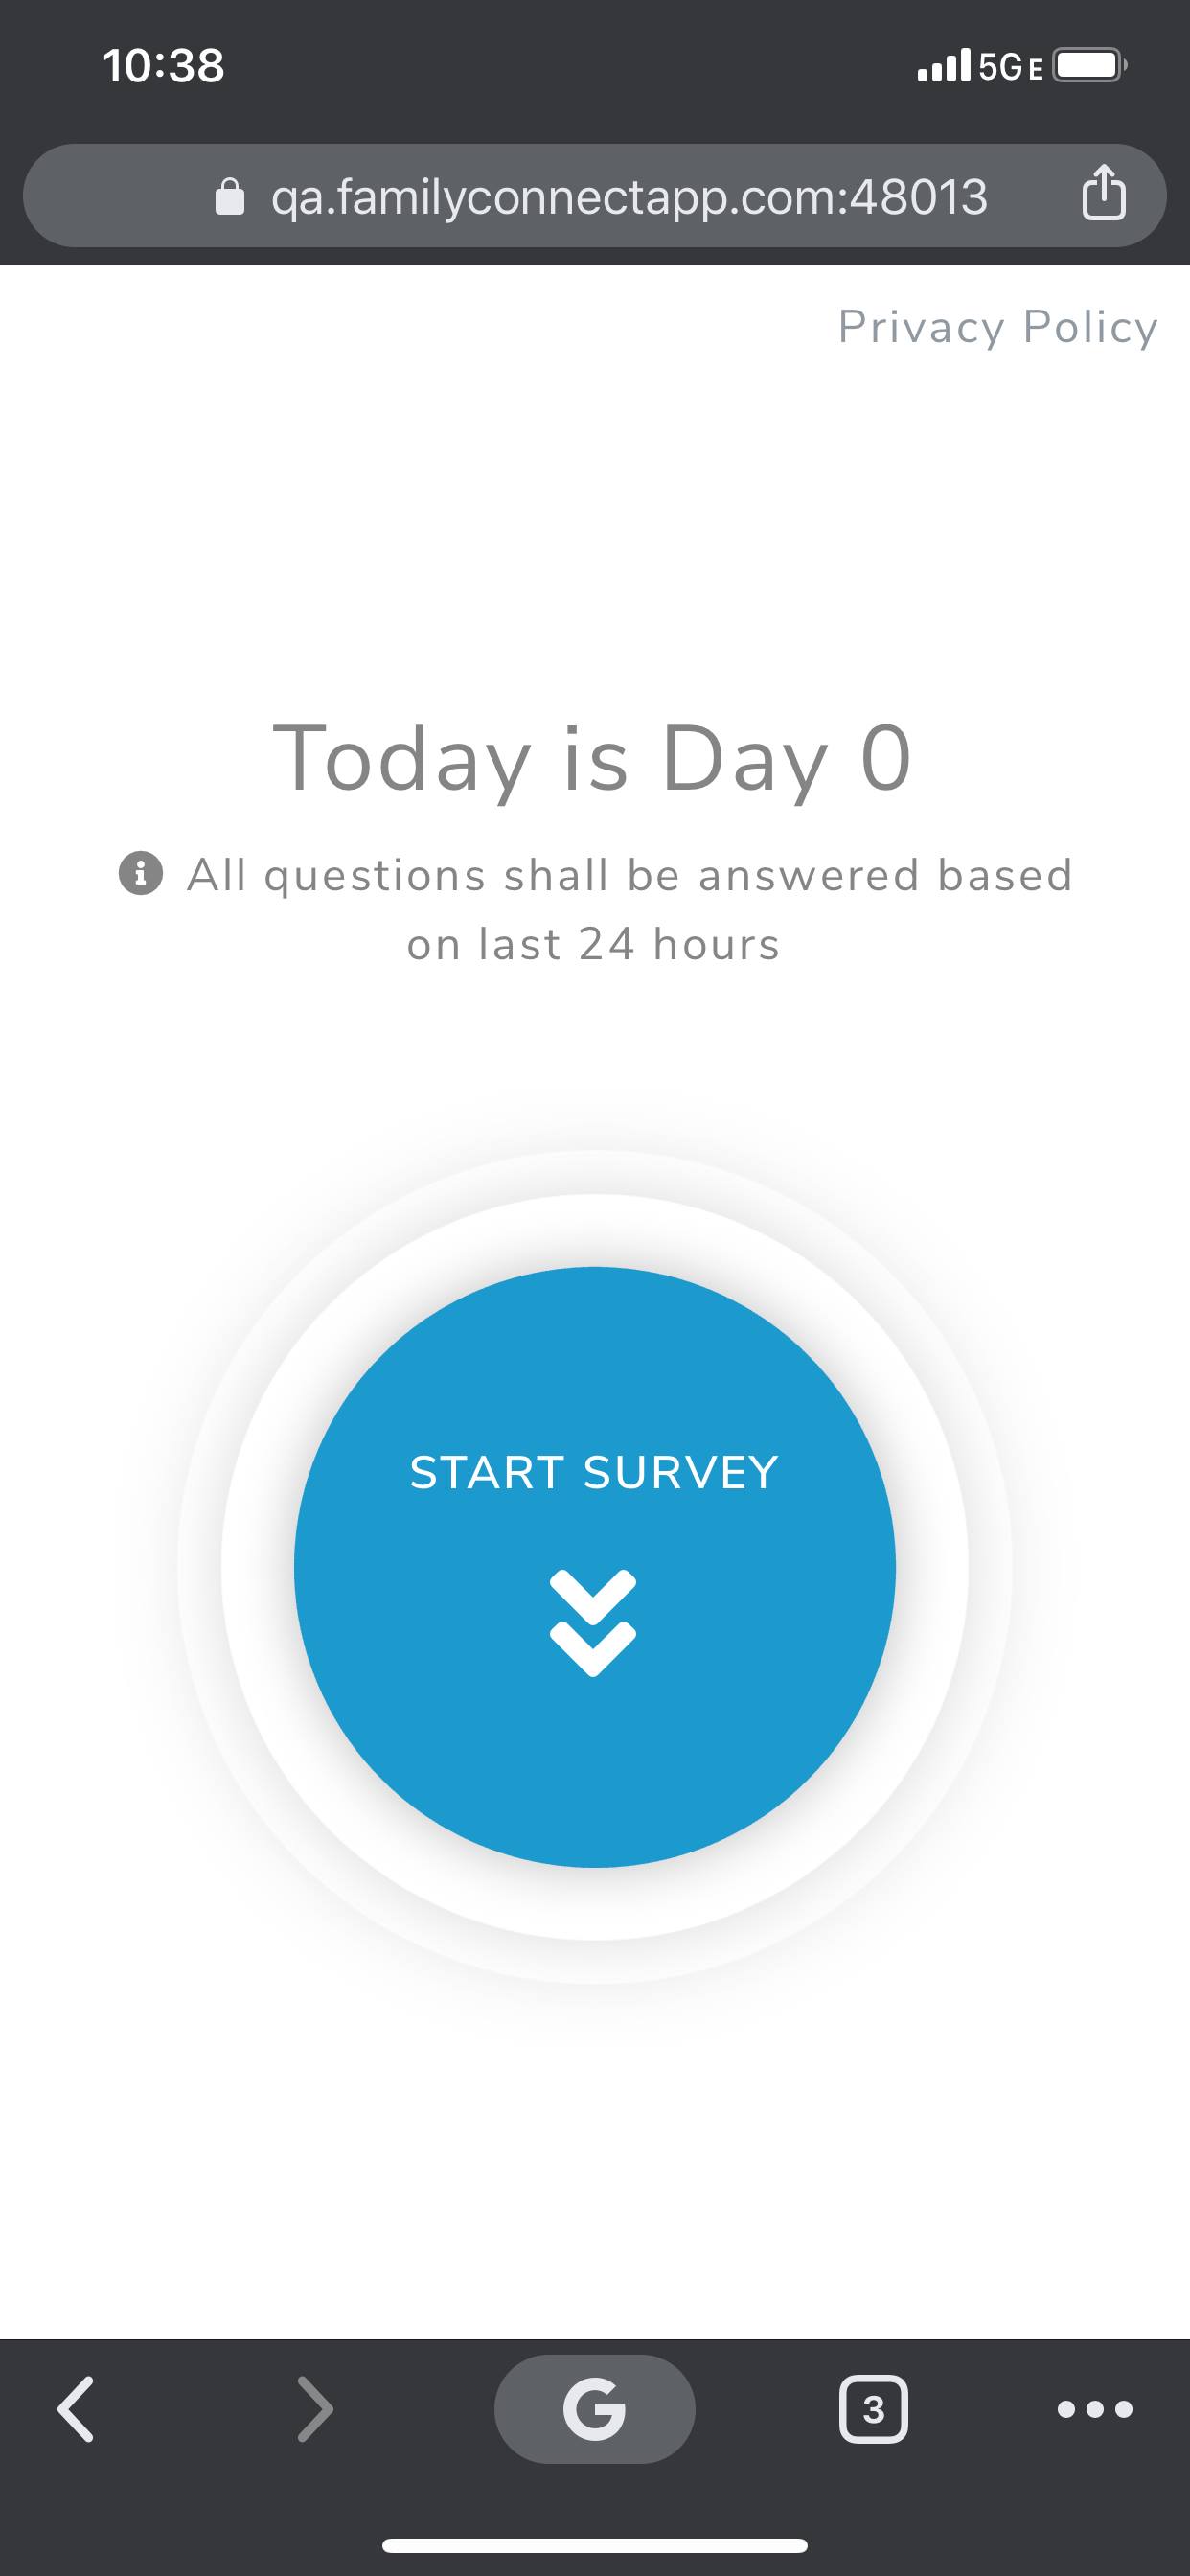 10:38
5G E
qa.familyconnectapp.com:48013
Privacy Policy
Today is Day 0
All questions shall be answered based
on last 24 hours
START SURVEY
G
3